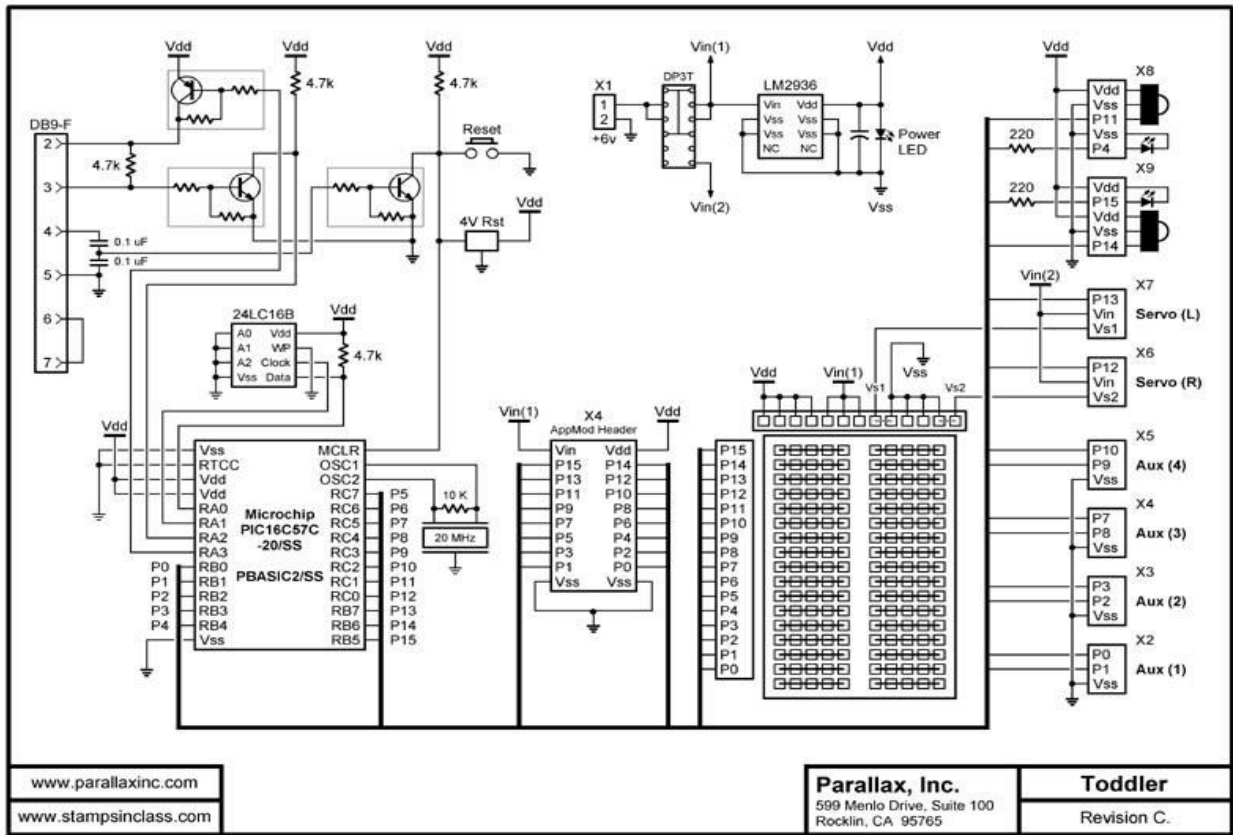 Vdd
4.7k
DB9-F
2
3
4
5
6
7
4.7k
0.1 uF
0.1 uF
Vdd
Vdd
4.7k
Reset
4V Rst
Vdd
24LC16B
A0 Vdd
A1 WP
A2 Clock
Vss Data
Vdd
4.7k
Vdd
Vss MCLR
RTCC OSC1
Vdd OSC2
Vdd RC7 P5
RA0 RC6 P6
RA1 RC5 P7
RA2 RC4 P8
RA3 RC3 P9
P0 RB0 RC2 P10
P1 RB1 RC1 P11
P2 RB2 RC0 P12
P3 RB3 RB7 P13
P4 RB4 RB6 P14
Vss RB5 P15
Microchip
PIC16C57C
-20/SS
PBASIC2/SS
10 K
20 MHz
X1
1
2
+6v
DP3T
Vin(1)
Vin(2)
LM2936
Vin Vdd
Vss Vss
Vss Vss
NC NC
Vdd
Power
LED
Vss
Vin(1)
X4
AppMod Header
Vdd
Vin Vdd
P15 P14
P13 P12
P11 P10
P9 P8
P7 P6
P5 P4
P3 P2
P1 P0
Vss Vss
Vdd
Vin(1)
Vs1
Vss
Vs2
P15
P14
P13
P12
P11
P10
P9
P8
P7
P6
P5
P4
P3
P2
P1
P0
Vdd
X8
Vdd
Vss
P11
Vss
220
P4
X9
Vdd
220
P15
Vdd
Vss
P14
Vin(2)
X7
P13
Vin Servo (L)
Vs1
X6
P12
Vin Servo (R)
Vs2
X5
P10
P9 Aux (4)
Vss
X4
P7
P8 Aux (3)
Vss
X3
P3
P2 Aux (2)
Vss
X2
P0
P1 Aux (1)
Vss
www.parallaxinc.com
www.stampsinclass.com
Parallax, Inc.
599 Menlo Drive, Suite 100
Rocklin, CA 95765
Toddler
Revision C.